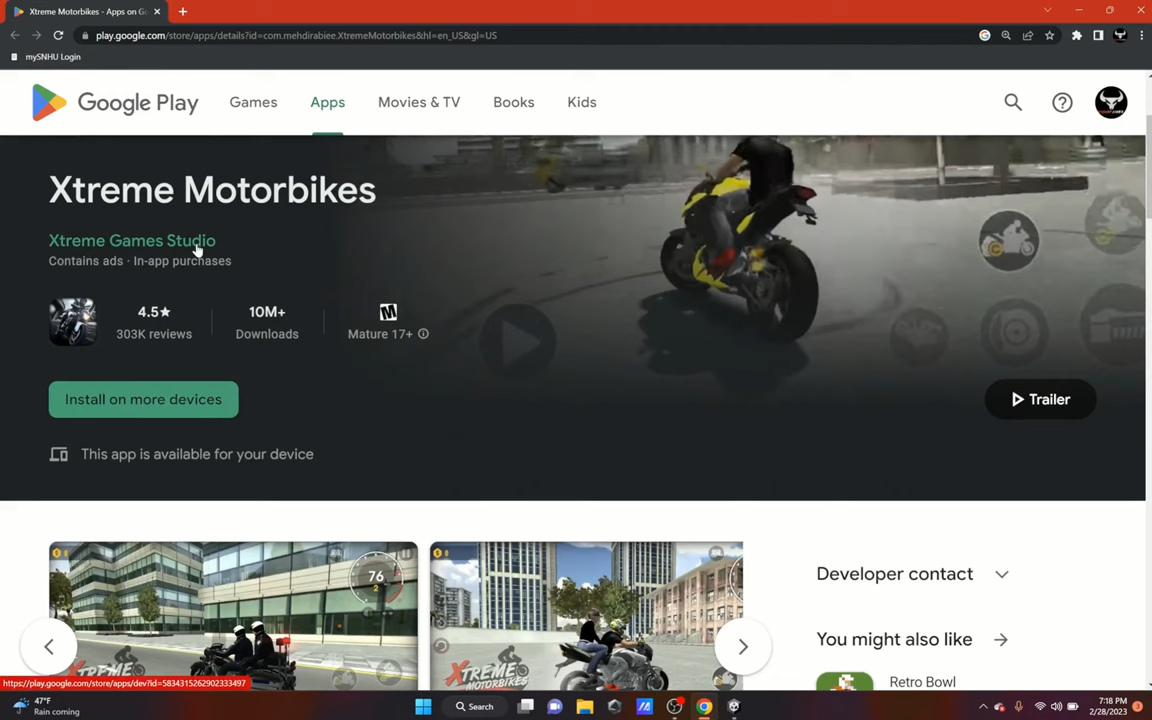 Xtreme Motorbikes - Apps on G
play.google.com/store/apps/details?id=com.mehdirabiee.XtremeMotorbikes&hl=en_US&gl=US
mySNHU Login
Google Play
Games
Apps
Movies & TV
Books
Kids
Xtreme Motorbikes
Xtreme Games Studio
Contains ads · In-app purchases
4.5★
303K reviews
10M+
Downloads
M
Mature 17+
Install on more devices
Trailer
This app is available for your device
76
2
XTREME
MOTORBIKES
Developer contact
You might also like
Retro Bowl
https://play.google.com/store/apps/dev?id=5834315262902333497
47°F
Rain coming
Search
7:18 PM
2/28/2023